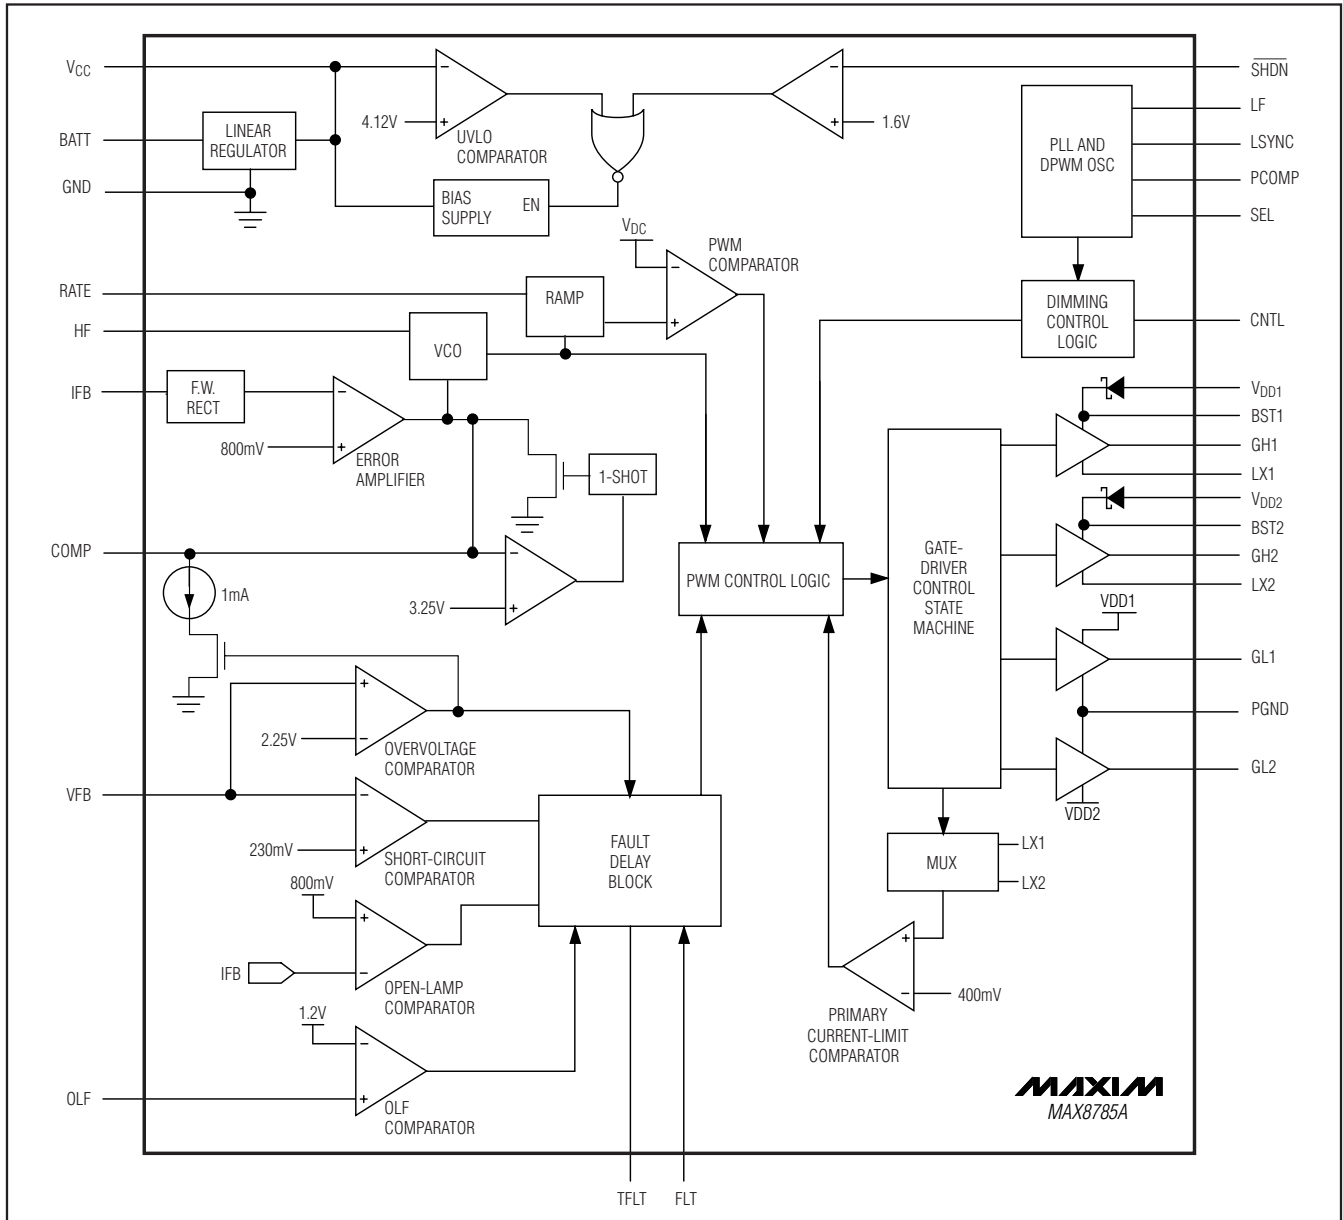 VCC
SHDN
4.12V
UVLO
COMPARATOR
1.6V
LF
LSYNC
PCOMP
SEL
PLL AND
DPWM OSC
BATT
LINEAR
REGULATOR
GND
BIAS
SUPPLY
EN
VDC
PWM
COMPARATOR
RATE
RAMP
DIMMING
CONTROL
LOGIC
CNTL
HF
VCO
IFB
F.W.
RECT
800mV
ERROR
AMPLIFIER
1-SHOT
VDD1
BST1
GH1
LX1
VDD2
BST2
GH2
LX2
COMP
1mA
3.25V
PWM CONTROL LOGIC
GATE-
DRIVER
CONTROL
STATE
MACHINE
VDD1
GL1
PGND
GL2
VDD2
2.25V
OVERVOLTAGE
COMPARATOR
VFB
230mV
SHORT-CIRCUIT
COMPARATOR
FAULT
DELAY
BLOCK
MUX
LX1
LX2
800mV
IFB
OPEN-LAMP
COMPARATOR
400mV
PRIMARY
CURRENT-LIMIT
COMPARATOR
1.2V
OLF
OLF
COMPARATOR
MAXIM
MAX8785A
TFLT
FLT
− + − + − + − + − + − + + − − + + − − + + −